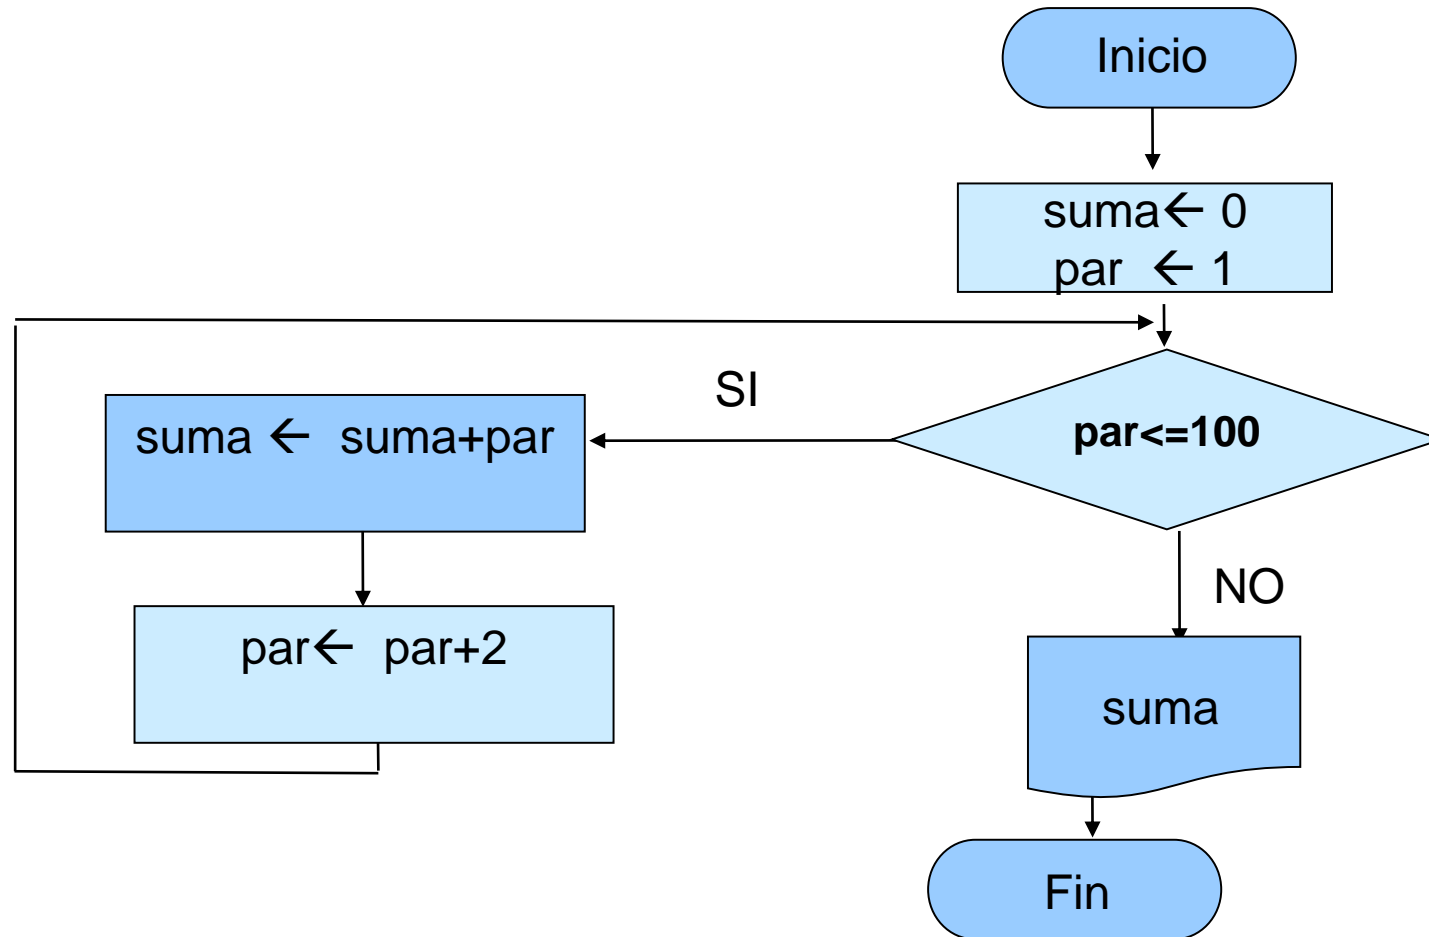 Inicio
suma← 0
par ← 1
par<=100
SI
suma ← suma+par
par← par+2
NO
suma
Fin